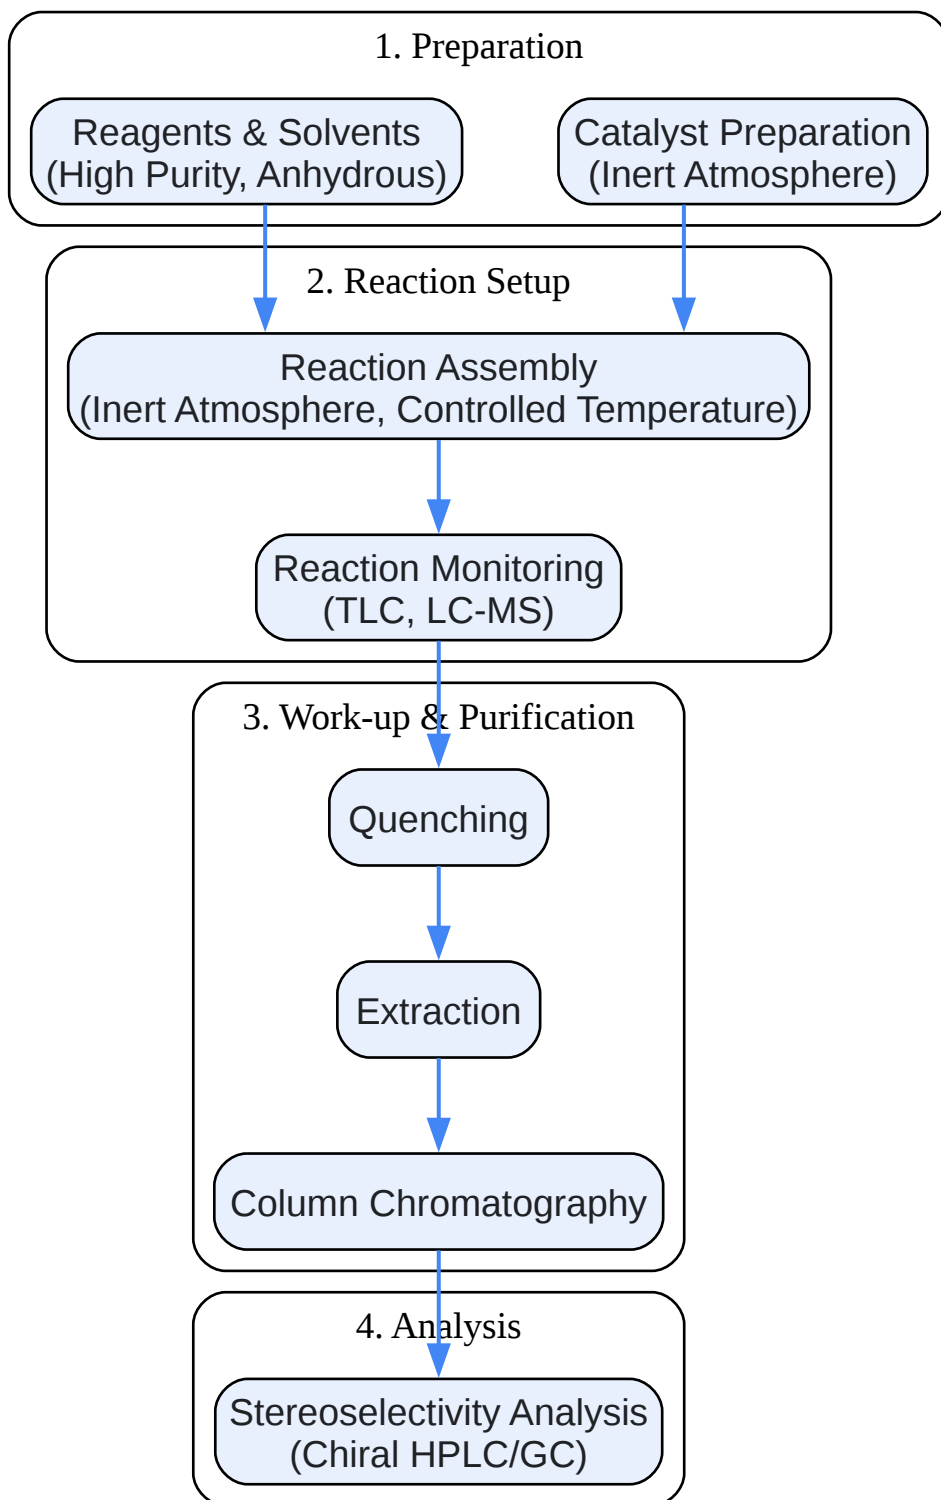 1. Preparation
Reagents & Solvents
(High Purity, Anhydrous)
Catalyst Preparation
(Inert Atmosphere)
2. Reaction Setup
Reaction Assembly
(Inert Atmosphere, Controlled Temperature)
Reaction Monitoring
(TLC, LC-MS)
3. Work-up & Purification
Quenching
Extraction
Column Chromatography
4. Analysis
Stereoselectivity Analysis
(Chiral HPLC/GC)